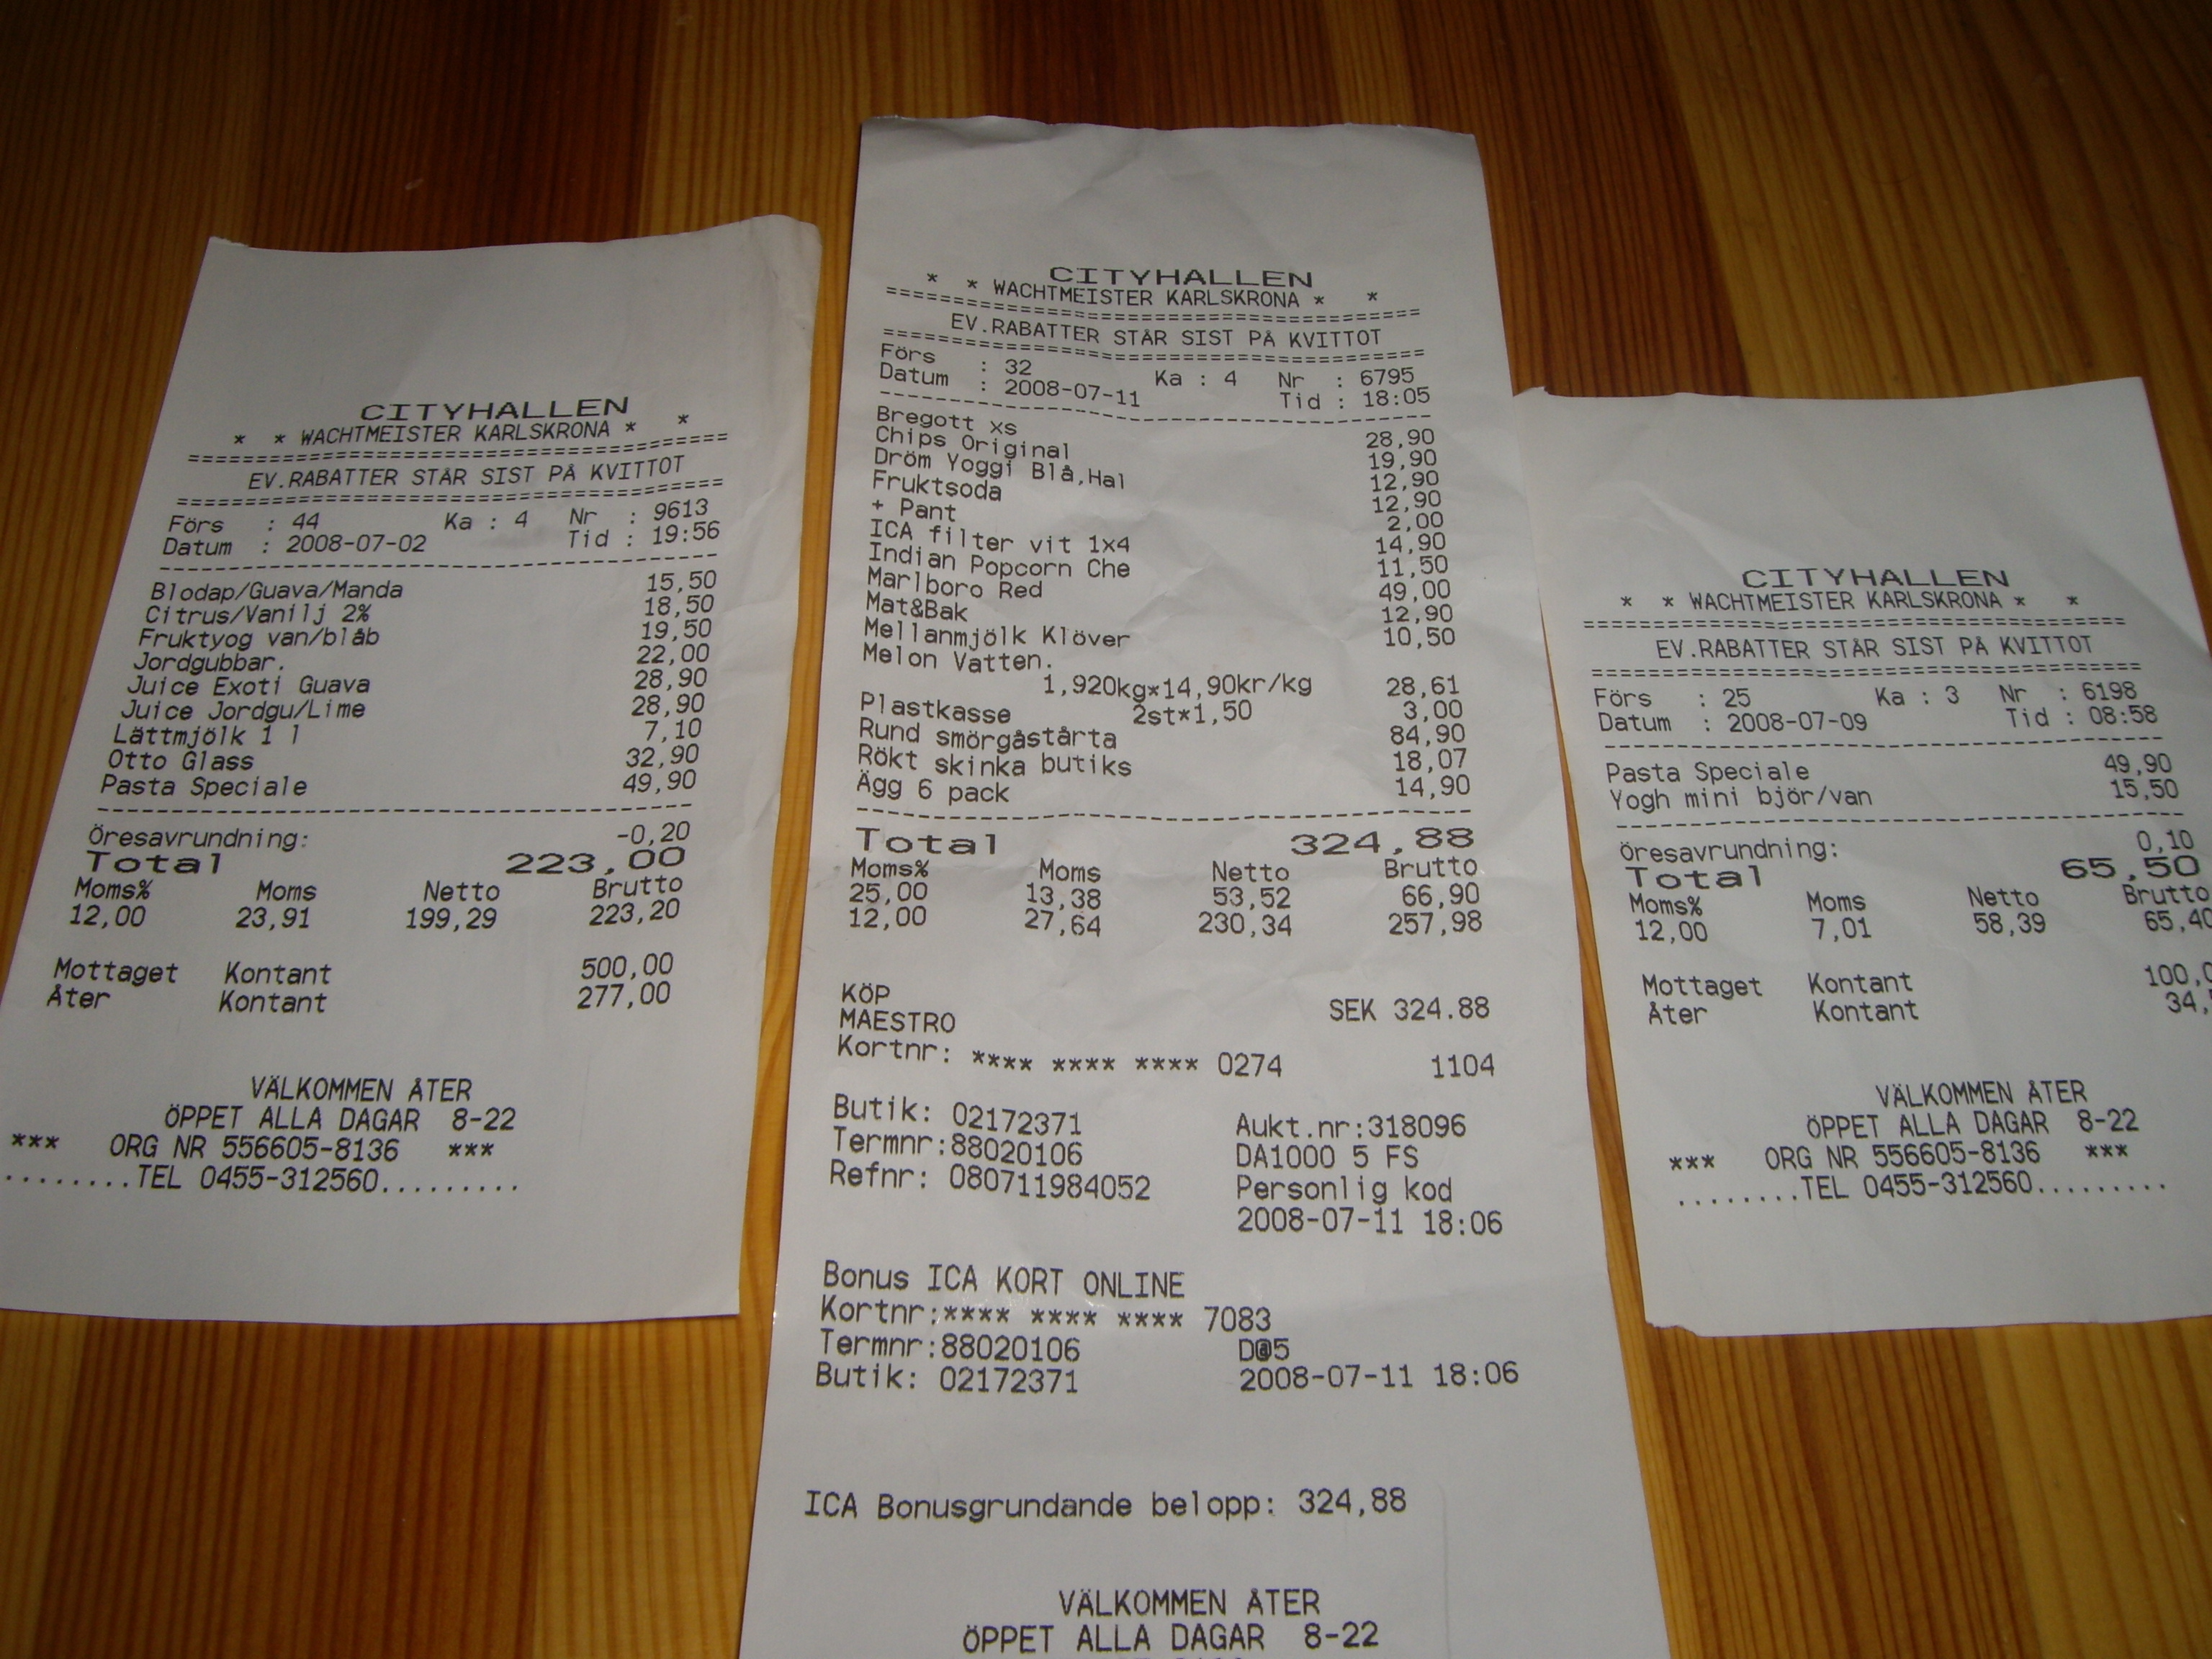 CITYHALLEN
* * WACHTMEISTER KARLSKRONA * *
========================================
EV.RABATTER STÅR SIST PÅ KVITTOT
========================================
Förs : 44 Ka : 4 Nr : 9613
Datum : 2008-07-02 Tid : 19:56
----------------------------------------
Blodap/Guava/Manda 15,50
Citrus/Vanilj 2% 18,50
Fruktyog van/blåb 19,50
Jordgubbar. 22,00
Juice Exoti Guava 28,90
Juice Jordgu/Lime 28,90
Lättmjölk 1 l 7,10
Otto Glass 32,90
Pasta Speciale 49,90
----------------------------------------
Öresavrundning: -0,20
Total 223,00
Moms% Moms Netto Brutto
12,00 23,91 199,29 223,20
Mottaget Kontant 500,00
Åter Kontant 277,00
VÄLKOMMEN ÅTER
ÖPPET ALLA DAGAR 8-22
*** ORG NR 556605-8136 ***
........TEL 0455-312560.........
CITYHALLEN
* * WACHTMEISTER KARLSKRONA * *
========================================
EV.RABATTER STÅR SIST PÅ KVITTOT
========================================
Förs : 32 Ka : 4 Nr : 6795
Datum : 2008-07-11 Tid : 18:05
----------------------------------------
Bregott xs 28,90
Chips Original 19,90
Dröm Yoggi Blå,Hal 12,90
Fruktsoda 12,90
+ Pant 2,00
ICA filter vit 1x4 14,90
Indian Popcorn Che 11,50
Marlboro Red 49,00
Mat&Bak 12,90
Mellanmjölk Klöver 10,50
Melon Vatten.
1,920kg*14,90kr/kg 28,61
Plastkasse 2st*1,50 3,00
Rund smörgåstårta 84,90
Rökt skinka butiks 18,07
Ägg 6 pack 14,90
----------------------------------------
Total 324,88
Moms% Moms Netto Brutto
25,00 13,38 53,52 66,90
12,00 27,64 230,34 257,98
KÖP SEK 324.88
MAESTRO
Kortnr: **** **** **** 0274 1104
Butik: 02172371 Aukt.nr:318096
Termnr:88020106 DA1000 5 FS
Refnr: 080711984052 Personlig kod
2008-07-11 18:06
Bonus ICA KORT ONLINE
Kortnr:**** **** **** 7083
Termnr:88020106 D@5
Butik: 02172371 2008-07-11 18:06
ICA Bonusgrundande belopp: 324,88
VÄLKOMMEN ÅTER
ÖPPET ALLA DAGAR 8-22
CITYHALLEN
* * WACHTMEISTER KARLSKRONA * *
========================================
EV.RABATTER STÅR SIST PÅ KVITTOT
========================================
Förs : 25 Ka : 3 Nr : 6198
Datum : 2008-07-09 Tid : 08:58
----------------------------------------
Pasta Speciale 49,90
Yogh mini björ/van 15,50
----------------------------------------
Öresavrundning: 0,10
Total 65,50
Moms% Moms Netto Brutto
12,00 7,01 58,39 65,40
Mottaget Kontant 100,0
Åter Kontant 34,
VÄLKOMMEN ÅTER
ÖPPET ALLA DAGAR 8-22
*** ORG NR 556605-8136 ***
........TEL 0455-312560.........